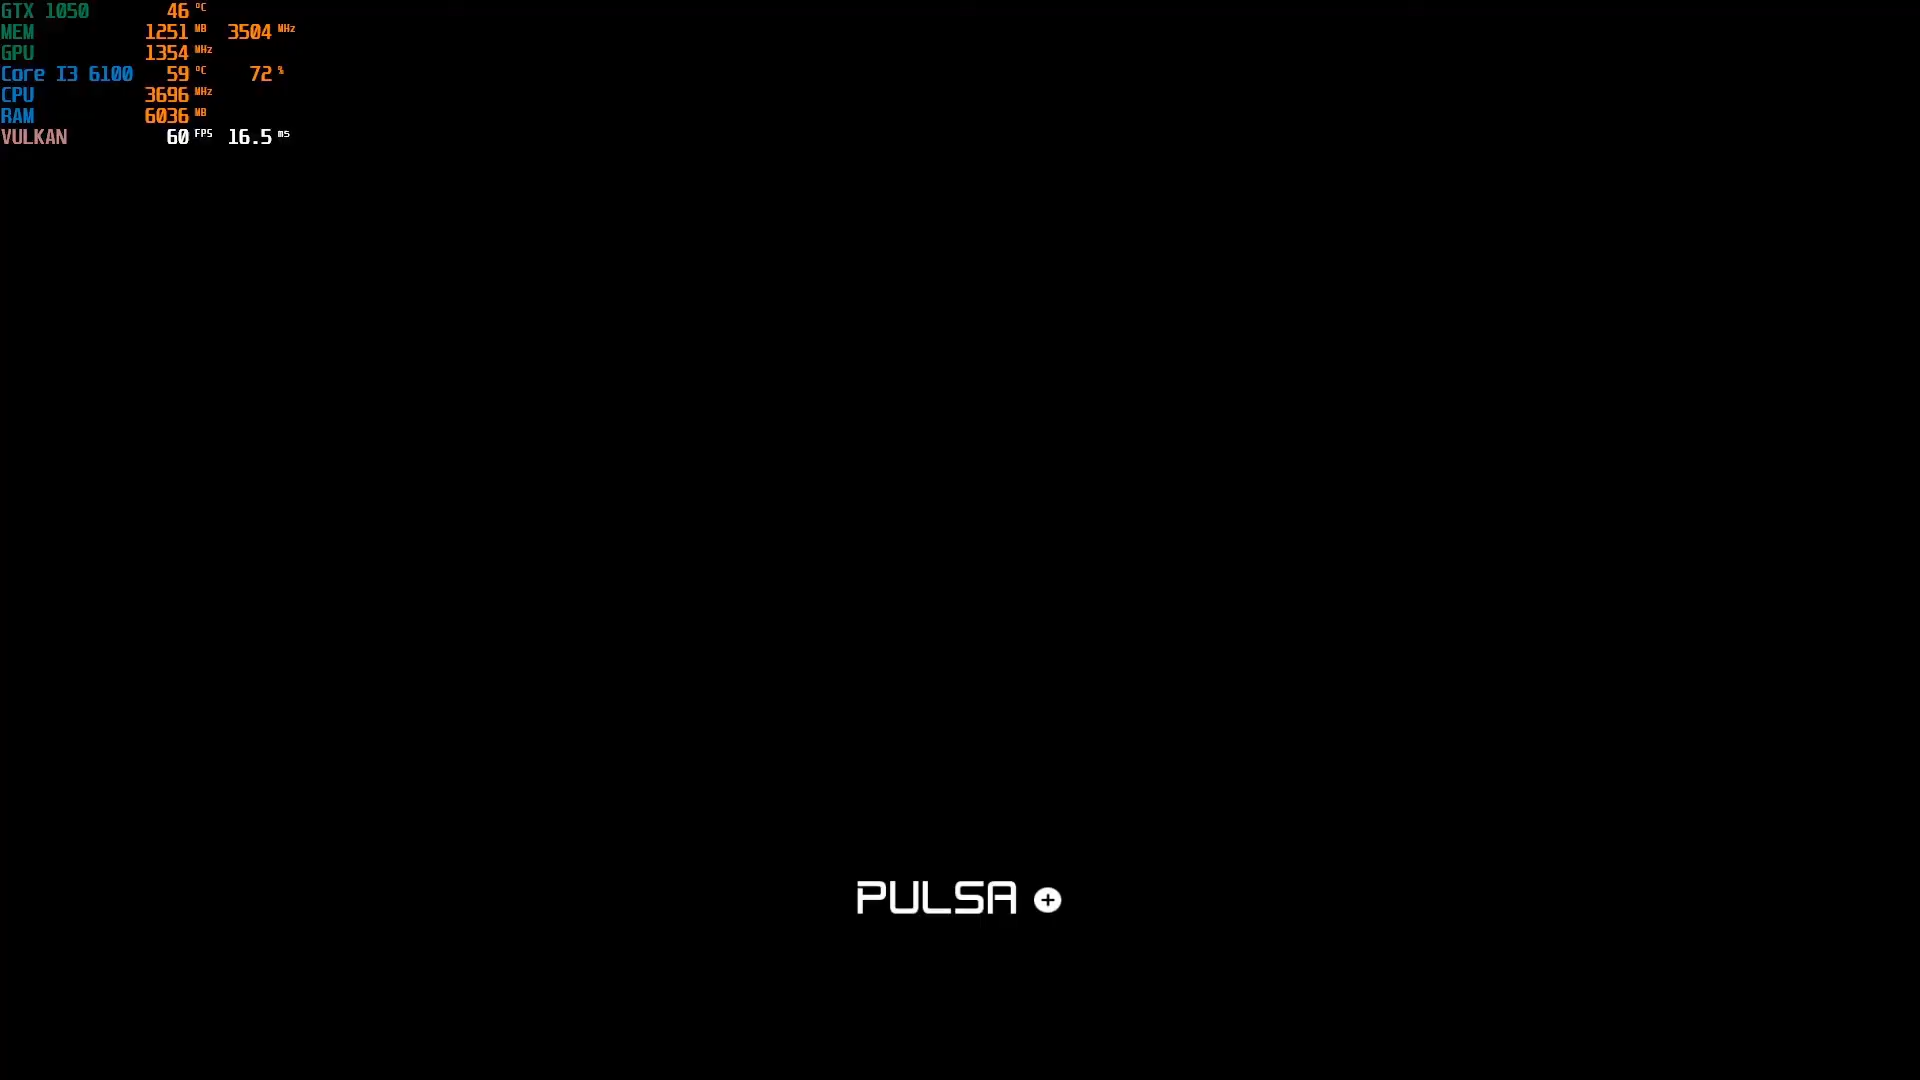 GTX 1050 46 °C
MEM 1251 MB 3504 MHz
GPU 1354 MHz
Core I3 6100 59 °C 72 %
CPU 3696 MHz
RAM 6036 MB
VULKAN 60 FPS 16.5 ms
PULSA +